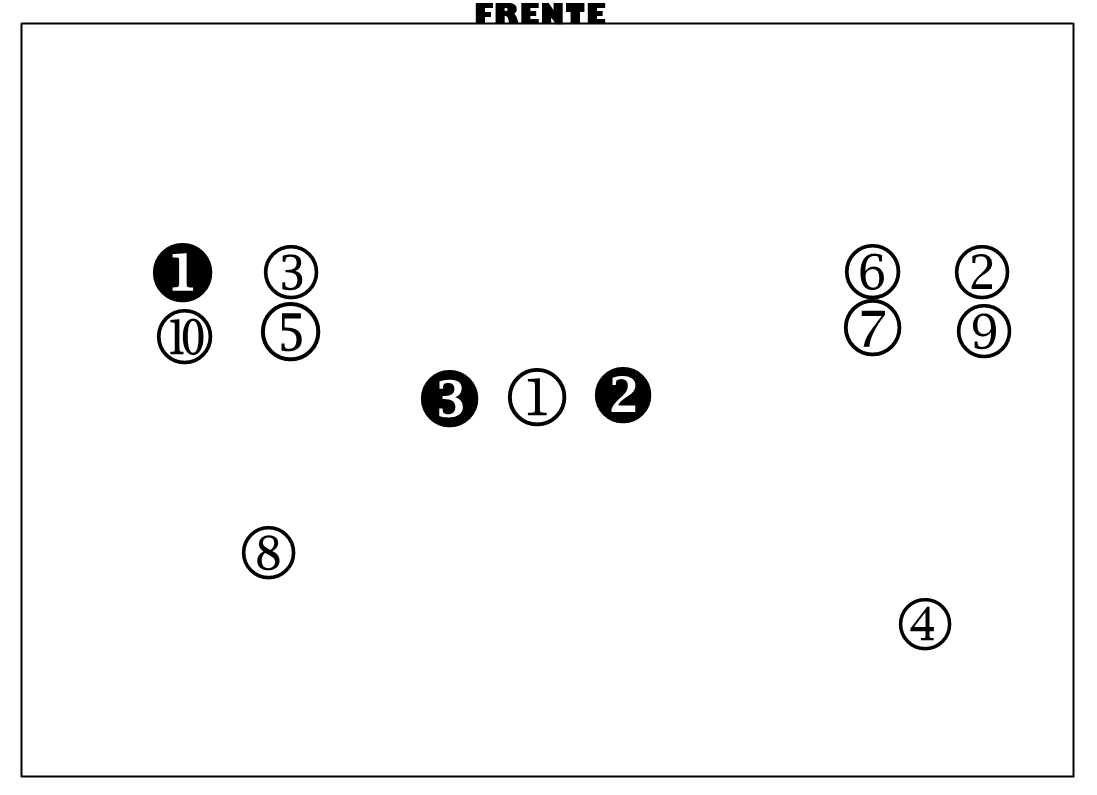 FRENTE
❶ ③ ⑥ ②
⑩ ⑤ ⑦ ⑨
❸ ① ❷
⑧
④